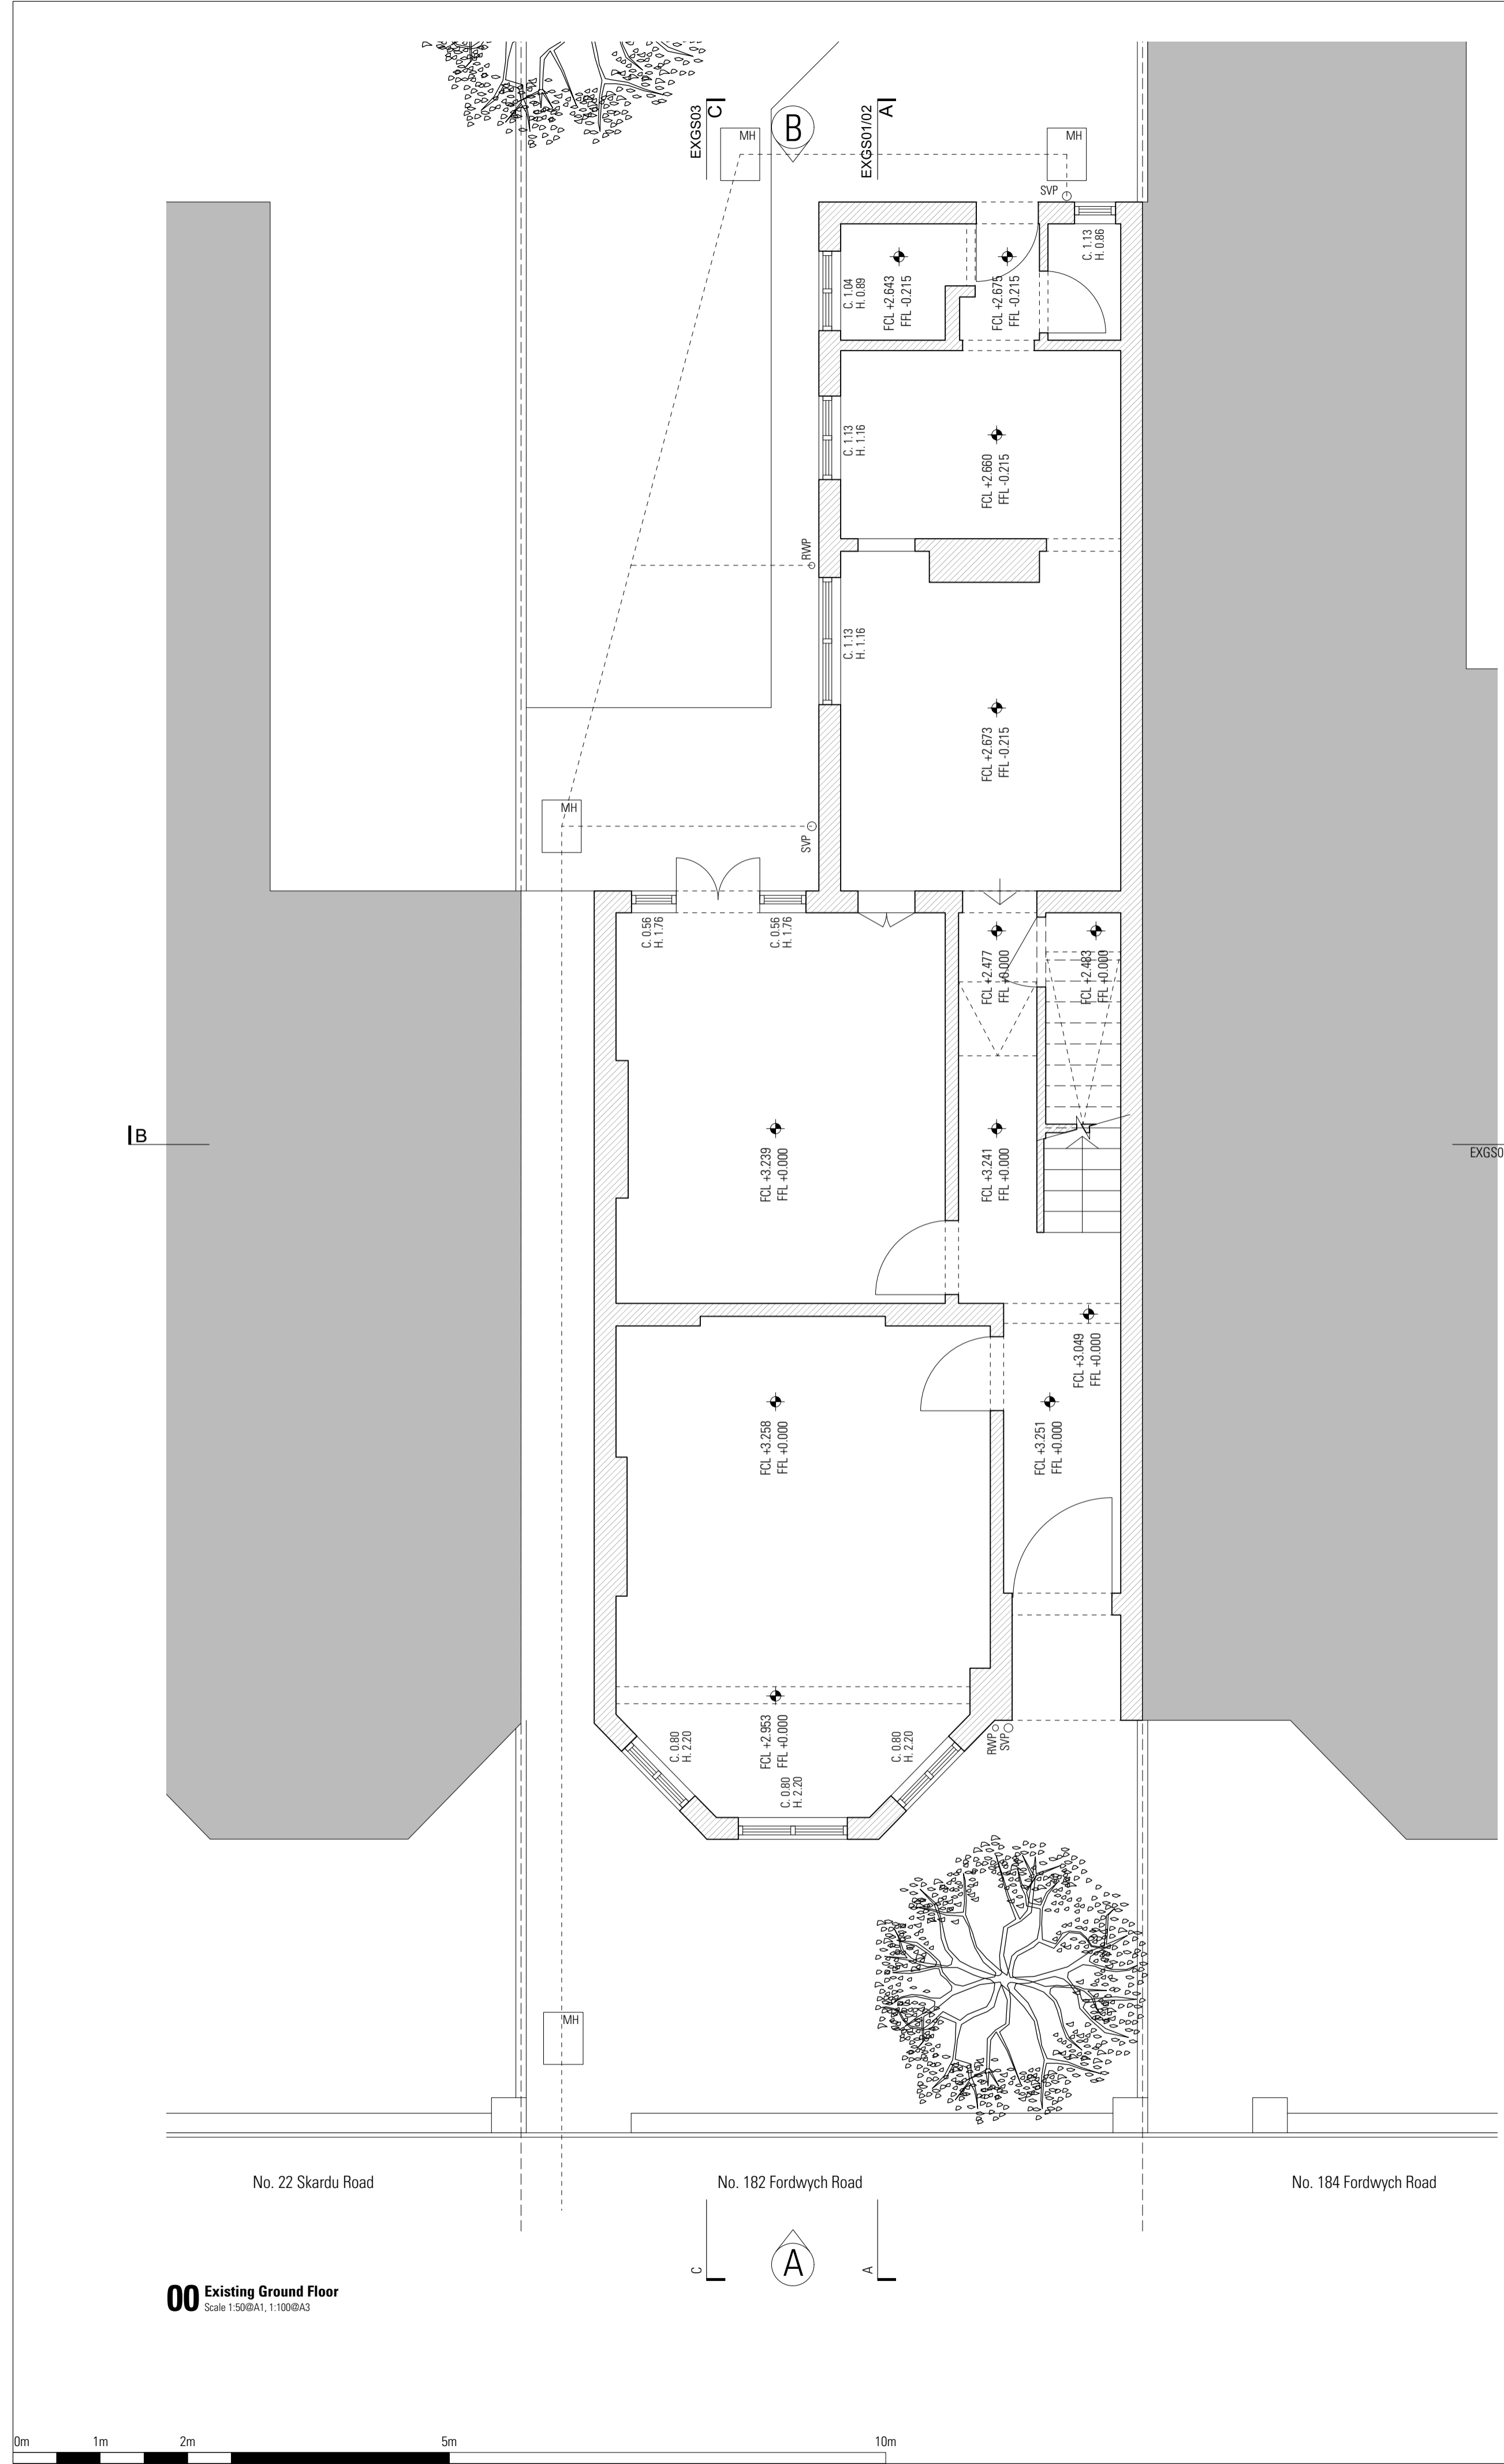 EXGS03
C
MH
B
EXGS01/02
A
MH
SVP
C. 1.13
H. 0.86
C. 1.04
H. 0.89
FCL +2.643
FFL -0.215
FCL +2.675
FFL -0.215
C. 1.13
H. 1.16
FCL +2.660
FFL -0.215
RWP
C. 1.13
H. 1.16
FCL +2.673
FFL -0.215
MH
SVP
C. 0.56
H. 1.76
C. 0.56
H. 1.76
FCL +2.477
FFL +0.000
FCL +2.483
FFL +0.000
B
EXGS0
FCL +3.239
FFL +0.000
FCL +3.241
FFL +0.000
FCL +3.049
FFL +0.000
FCL +3.258
FFL +0.000
FCL +3.251
FFL +0.000
C. 0.80
H. 2.20
FCL +2.953
FFL +0.000
C. 0.80
H. 2.20
RWP
SVP
C. 0.80
H. 2.20
MH
No. 22 Skardu Road
No. 182 Fordwych Road
No. 184 Fordwych Road
C
A
A
00 Existing Ground Floor
Scale 1:50@A1, 1:100@A3
0m
1m
2m
5m
10m